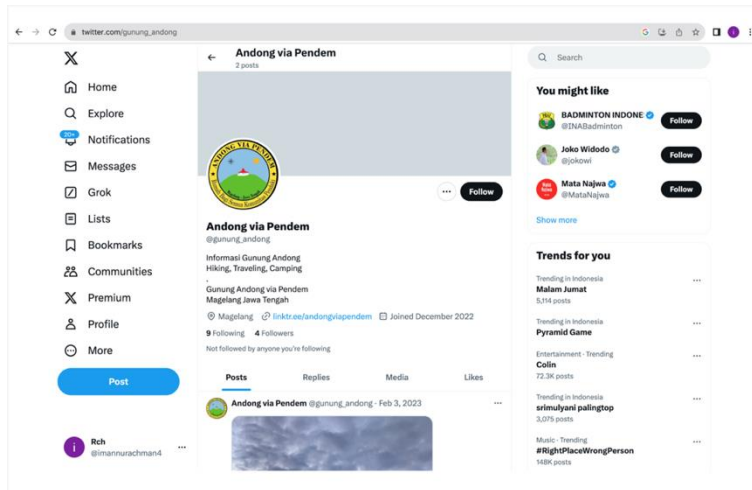 twitter.com/gunung_andong
Andong via Pendem
2 posts
Search
Home
Explore
20+
Notifications
Messages
Grok
Lists
Bookmarks
Communities
Premium
Profile
More
Post
Rch
@imannurachman4
ANDONG VIA PENDEM
Follow
Andong via Pendem
@gunung_andong
Informasi Gunung Andong
Hiking, Traveling, Camping
.
Gunung Andong via Pendem
Magelang Jawa Tengah
Magelang linktr.ee/andongviapendem Joined December 2022
9 Following 4 Followers
Not followed by anyone you're following
Posts Replies Media Likes
Andong via Pendem @gunung_andong · Feb 3, 2023
You might like
BADMINTON INDONE
@INABadminton
Follow
Joko Widodo
@jokowi
Follow
Mata Najwa
@MataNajwa
Follow
Show more
Trends for you
Trending in Indonesia
Malam Jumat
5,114 posts
Trending in Indonesia
Pyramid Game
Entertainment · Trending
Colin
72.3K posts
Trending in Indonesia
srimulyani palingtop
3,075 posts
Music · Trending
#RightPlaceWrongPerson
148K posts